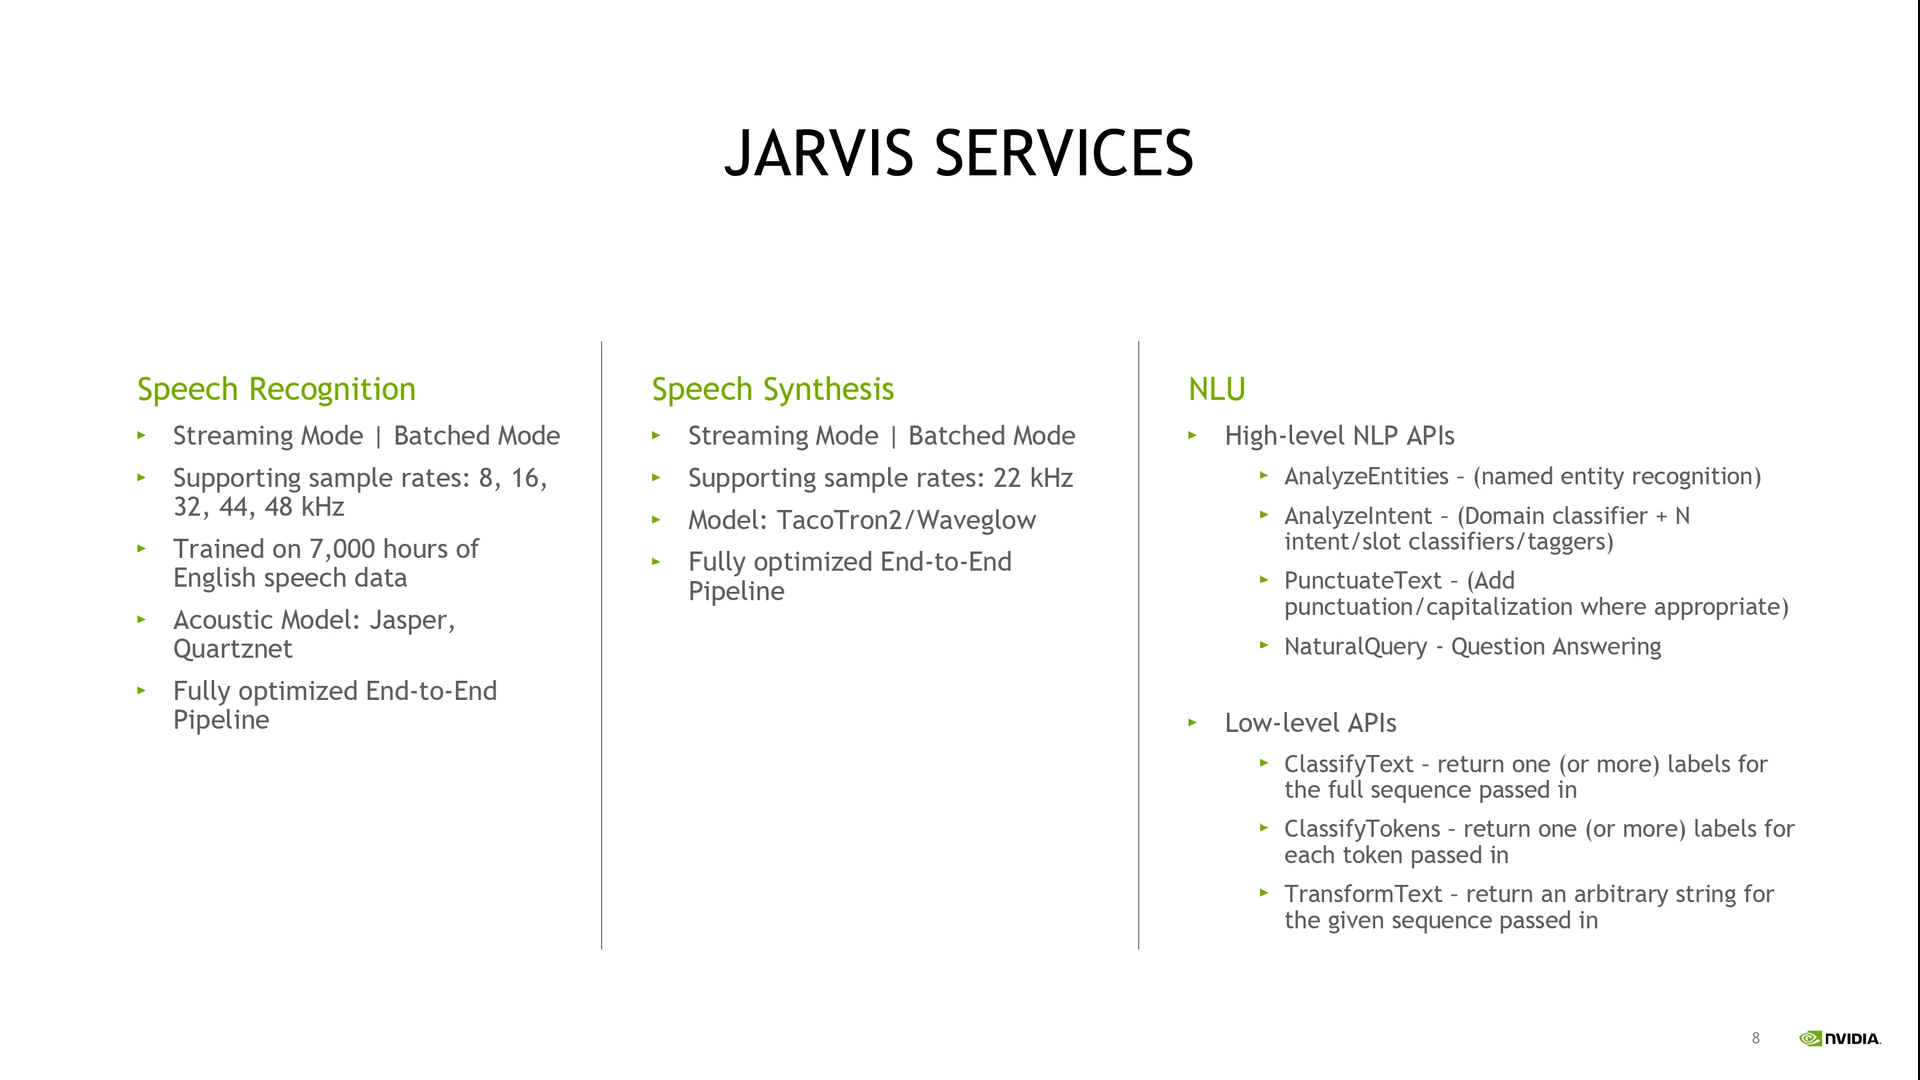 JARVIS SERVICES
Speech Recognition
▸ Streaming Mode | Batched Mode
▸ Supporting sample rates: 8, 16,
32, 44, 48 kHz
▸ Trained on 7,000 hours of
English speech data
▸ Acoustic Model: Jasper,
Quartznet
▸ Fully optimized End-to-End
Pipeline
Speech Synthesis
▸ Streaming Mode | Batched Mode
▸ Supporting sample rates: 22 kHz
▸ Model: TacoTron2/Waveglow
▸ Fully optimized End-to-End
Pipeline
NLU
▸ High-level NLP APIs
▸ AnalyzeEntities – (named entity recognition)
▸ AnalyzeIntent – (Domain classifier + N
intent/slot classifiers/taggers)
▸ PunctuateText – (Add
punctuation/capitalization where appropriate)
▸ NaturalQuery - Question Answering
▸ Low-level APIs
▸ ClassifyText – return one (or more) labels for
the full sequence passed in
▸ ClassifyTokens – return one (or more) labels for
each token passed in
▸ TransformText – return an arbitrary string for
the given sequence passed in
8
NVIDIA.